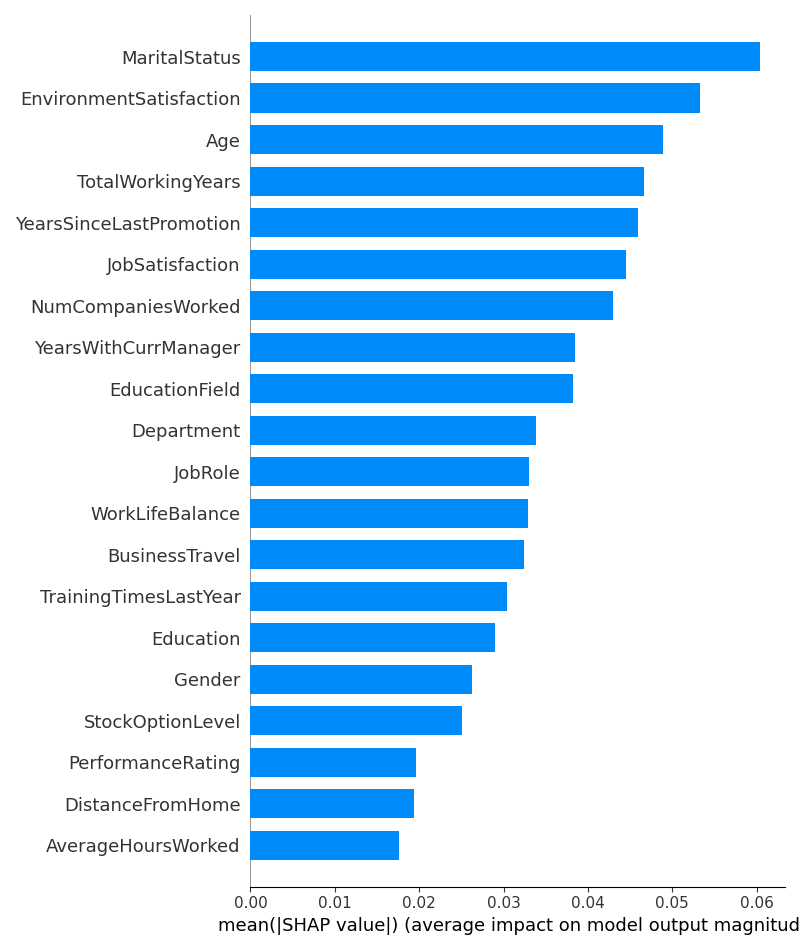 MaritalStatus
EnvironmentSatisfaction
Age
TotalWorkingYears
YearsSinceLastPromotion
JobSatisfaction
NumCompaniesWorked
YearsWithCurrManager
EducationField
Department
JobRole
WorkLifeBalance
BusinessTravel
TrainingTimesLastYear
Education
Gender
StockOptionLevel
PerformanceRating
DistanceFromHome
AverageHoursWorked
0.00 0.01 0.02 0.03 0.04 0.05 0.06
mean(|SHAP value|) (average impact on model output magnitud